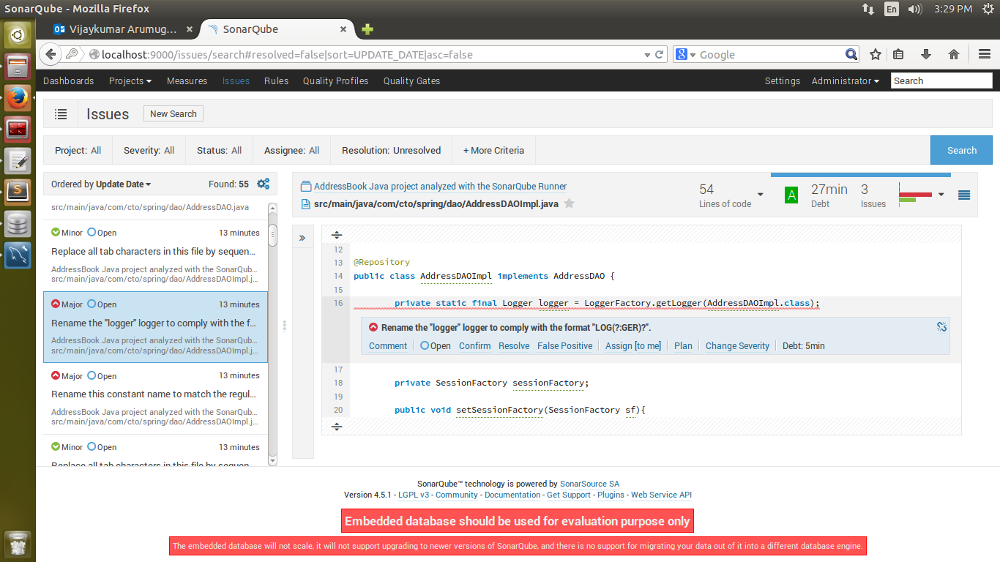 SonarQube - Mozilla Firefox
En
3:29 PM
Vijaykumar Arumug... ×
SonarQube ×
localhost:9000/issues/search#resolved=false|sort=UPDATE_DATE|asc=false
Google
Dashboards Projects Measures Issues Rules Quality Profiles Quality Gates
Settings Administrator Search
Issues New Search
Project: All Severity: All Status: All Assignee: All Resolution: Unresolved + More Criteria Search
Ordered by Update Date Found: 55
src/main/java/com/cto/spring/dao/AddressDAO.java
Minor Open 13 minutes
Replace all tab characters in this file by sequen...
AddressBook Java project analyzed with the SonarQub...
src/main/java/com/cto/spring/dao/AddressDAOImpl.j...
Major Open 13 minutes
Rename the "logger" logger to comply with the f...
AddressBook Java project analyzed with the SonarQub...
src/main/java/com/cto/spring/dao/AddressDAOImpl.j...
Major Open 13 minutes
Rename this constant name to match the regul...
AddressBook Java project analyzed with the SonarQub...
src/main/java/com/cto/spring/dao/AddressDAOImpl.j...
Minor Open 13 minutes
Replace all tab characters in this file by sequen...
AddressBook Java project analyzed with the SonarQube Runner
src/main/java/com/cto/spring/dao/AddressDAOImpl.java
54
Lines of code
A
27min
Debt
3
Issues
»
12
13 @Repository
14 public class AddressDAOImpl implements AddressDAO {
15
16 private static final Logger logger = LoggerFactory.getLogger(AddressDAOImpl.class);
Rename the "logger" logger to comply with the format "LOG(?:GER)?".
Comment Open Confirm Resolve False Positive Assign [to me] Plan Change Severity Debt: 5min
17
18 private SessionFactory sessionFactory;
19
20 public void setSessionFactory(SessionFactory sf){
SonarQube™ technology is powered by SonarSource SA
Version 4.5.1 - LGPL v3 - Community - Documentation - Get Support - Plugins - Web Service API
Embedded database should be used for evaluation purpose only
The embedded database will not scale, it will not support upgrading to newer versions of SonarQube, and there is no support for migrating your data out of it into a different database engine.